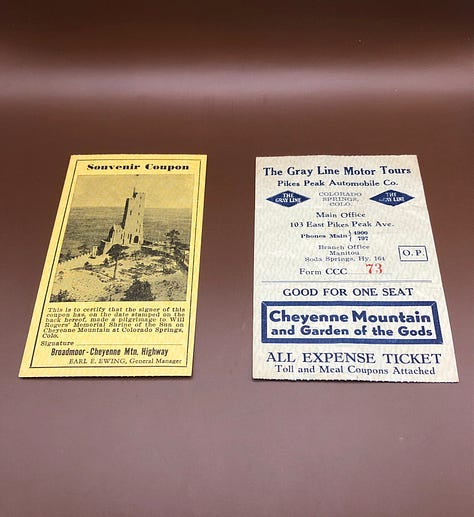 Souvenir Coupon
This is to certify that the signer of this
coupon has, on the date stamped on the
back hereof, made a pilgrimage to Will
Rogers' Memorial Shrine of the Sun on
Cheyenne Mountain at Colorado Springs,
Colo.
Signature
Broadmoor - Cheyenne Mtn. Highway
EARL E. EWING, General Manager
The Gray Line Motor Tours
Pikes Peak Automobile Co.
THE GRAY LINE
COLORADO
SPRINGS,
COLO.
THE GRAY LINE
Main Office
103 East Pikes Peak Ave.
Phones Main { 4900
797
Branch Office
Manitou
Soda Springs, Hy. 164
O.P.
Form CCC 73
GOOD FOR ONE SEAT
Cheyenne Mountain
and Garden of the Gods
ALL EXPENSE TICKET
Toll and Meal Coupons Attached